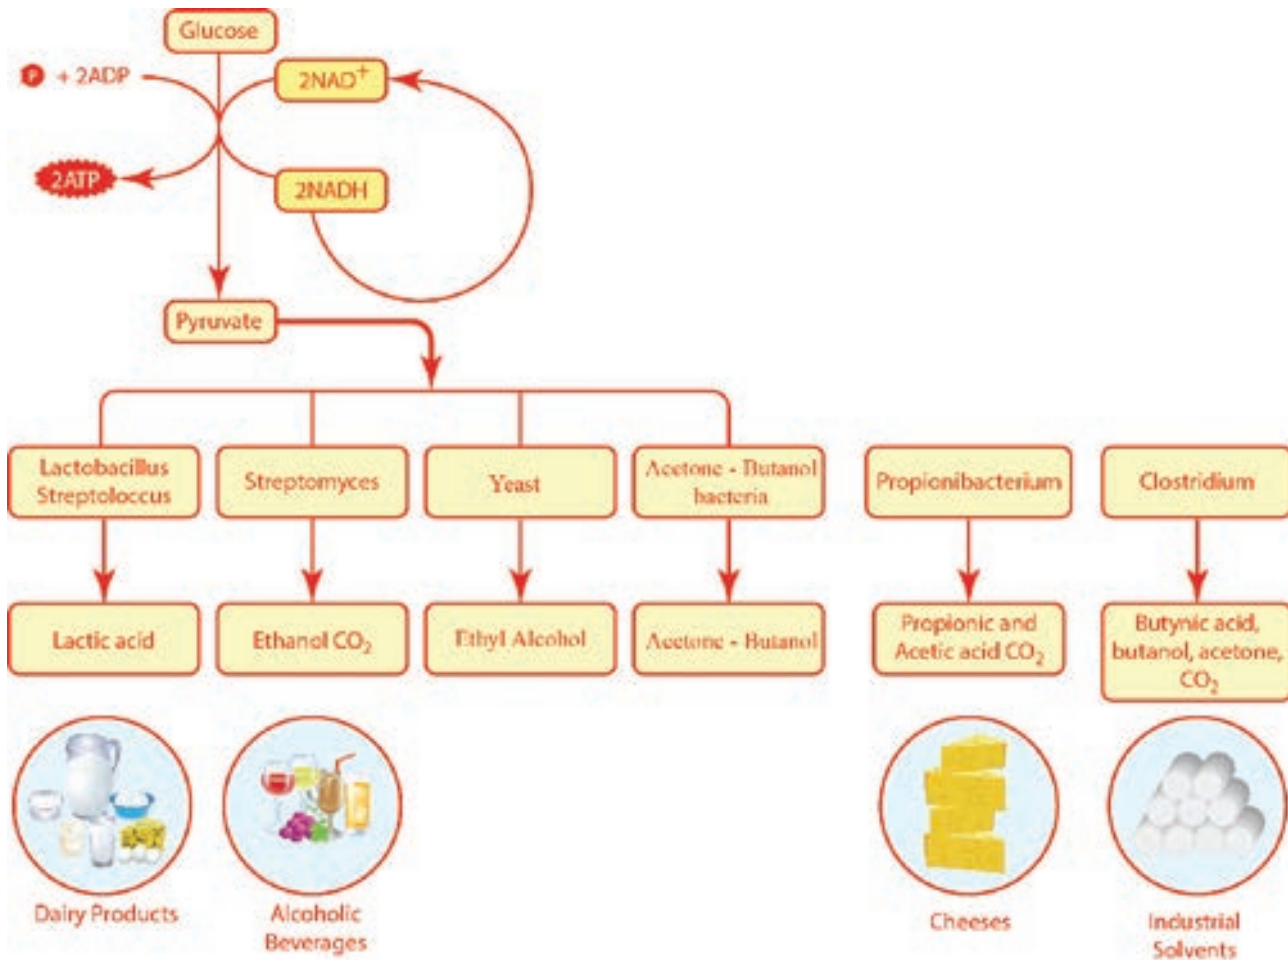 Glucose
P + 2ADP
2NAD+
2ATP
2NADH
Pyruvate
Lactobacillus
Streptoloccus
Streptomyces
Yeast
Acetone - Butanol
bacteria
Propionibacterium
Clostridium
Lactic acid
Ethanol CO₂
Ethyl Alcohol
Acetone - Butanol
Propionic and
Acetic acid CO₂
Butynic acid,
butanol, acetone,
CO₂
Dairy Products
Alcoholic
Beverages
Cheeses
Industrial
Solvents